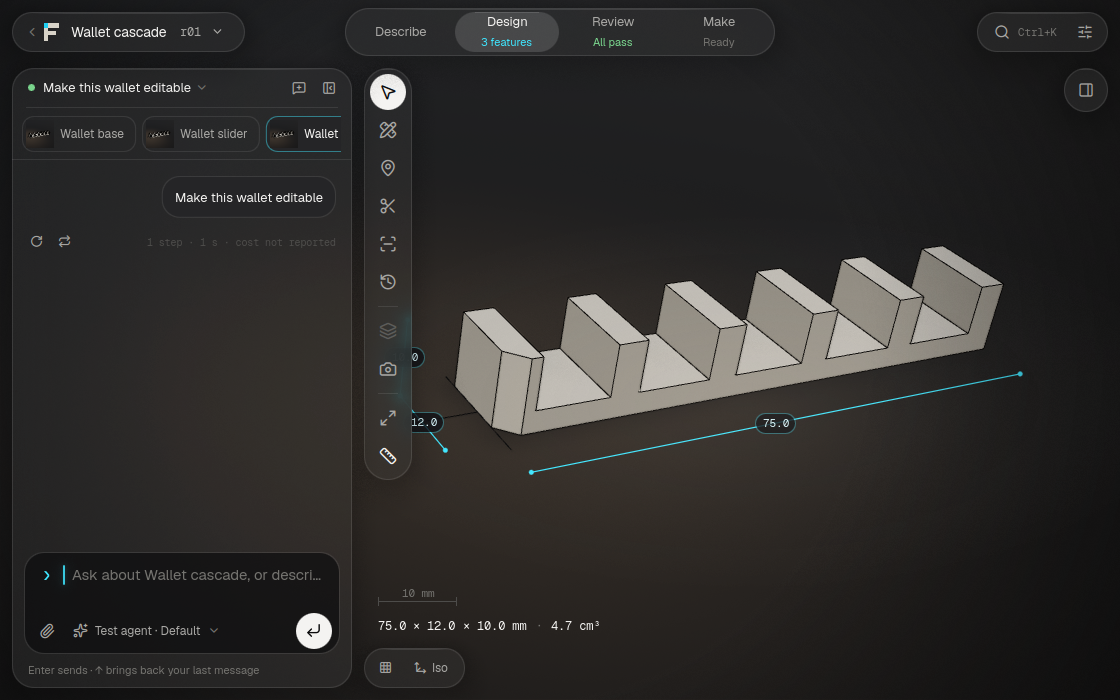 Wallet cascade r01
Describe
Design
3 features
Review
All pass
Make
Ready
Ctrl+K
Make this wallet editable
Wallet base
Wallet slider
Wallet
Make this wallet editable
1 step · 1 s · cost not reported
0
12.0
75.0
10 mm
75.0 × 12.0 × 10.0 mm · 4.7 cm³
Iso
Ask about Wallet cascade, or descri...
Test agent · Default
Enter sends · ↑ brings back your last message